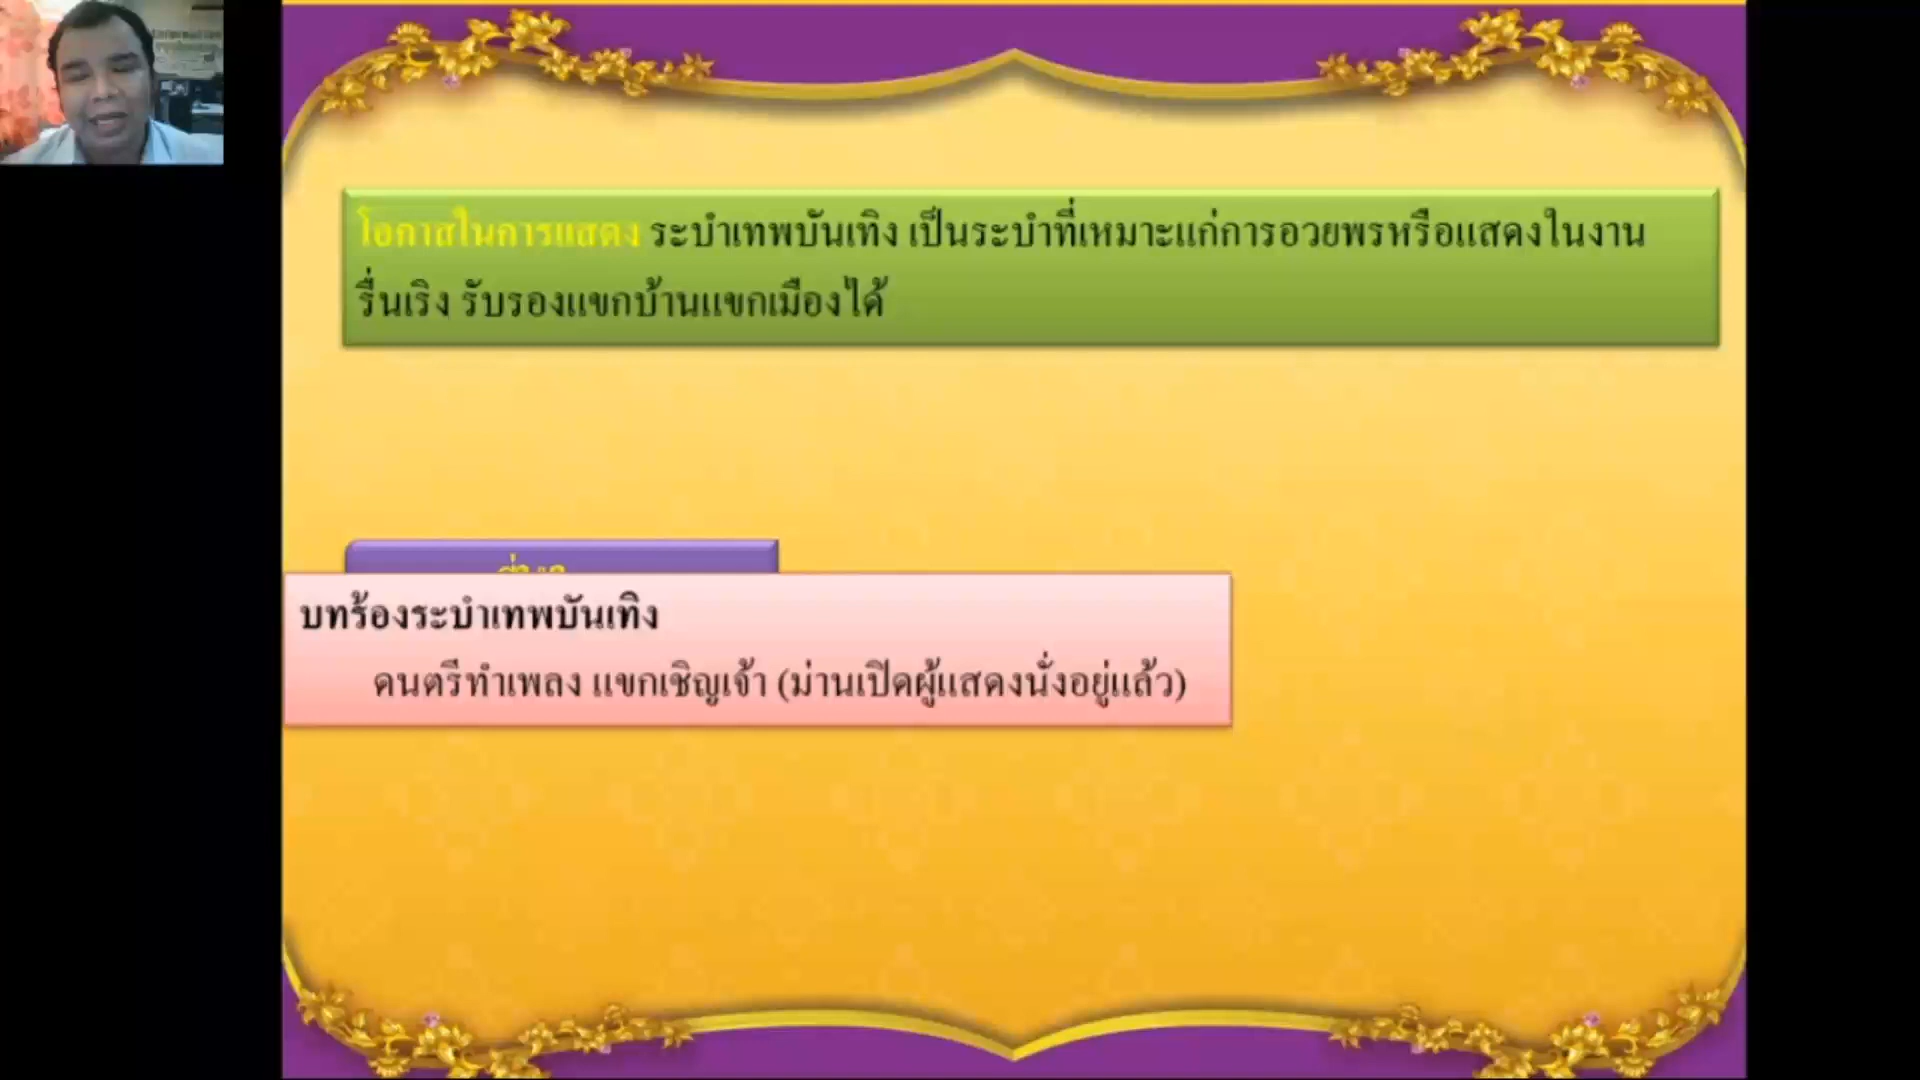 โอกาสในการแสดง ระบำเทพบันเทิง เป็นระบำที่เหมาะแก่การอวยพรหรือแสดงในงาน
รื่นเริง รับรองแขกบ้านแขกเมืองได้
บทร้องระบำเทพบันเทิง
ดนตรีทำเพลง แขกเชิญเจ้า (ม่านเปิดผู้แสดงนั่งอยู่แล้ว)